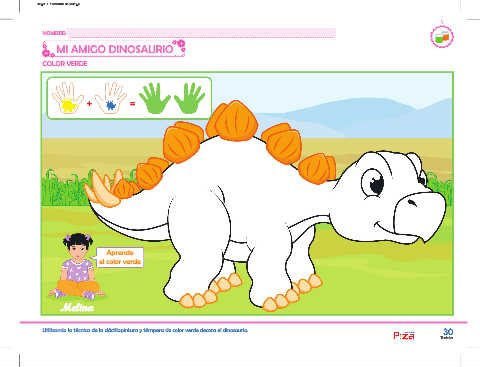 NOMBRE:
MI AMIGO DINOSAURIO
COLOR VERDE
+ =
Aprende
el color verde
Melina
Utilizando la técnica de la dáctilopintura y témpera de color verde decora el dinosaurio.
Piza
30